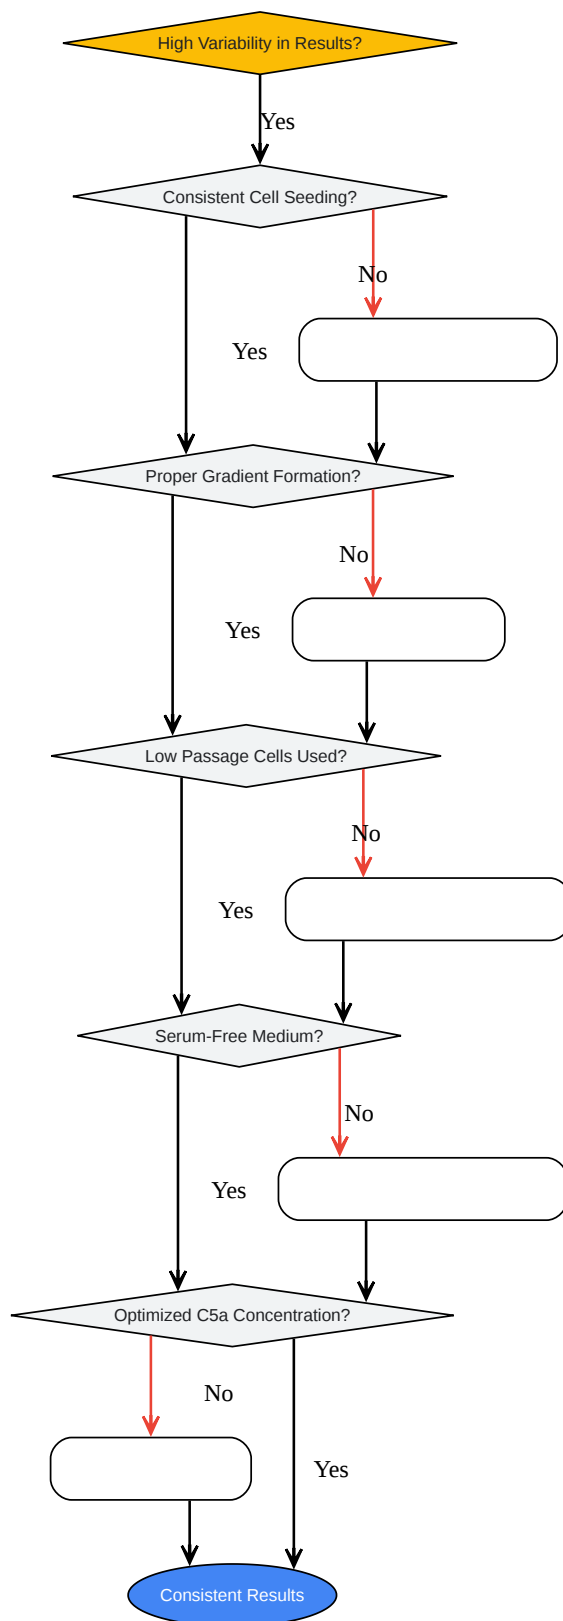 High Variability in Results?
Yes
Consistent Cell Seeding?
No
Yes
Proper Gradient Formation?
No
Yes
Low Passage Cells Used?
No
Yes
Serum-Free Medium?
No
Yes
Optimized C5a Concentration?
No
Yes
Consistent Results